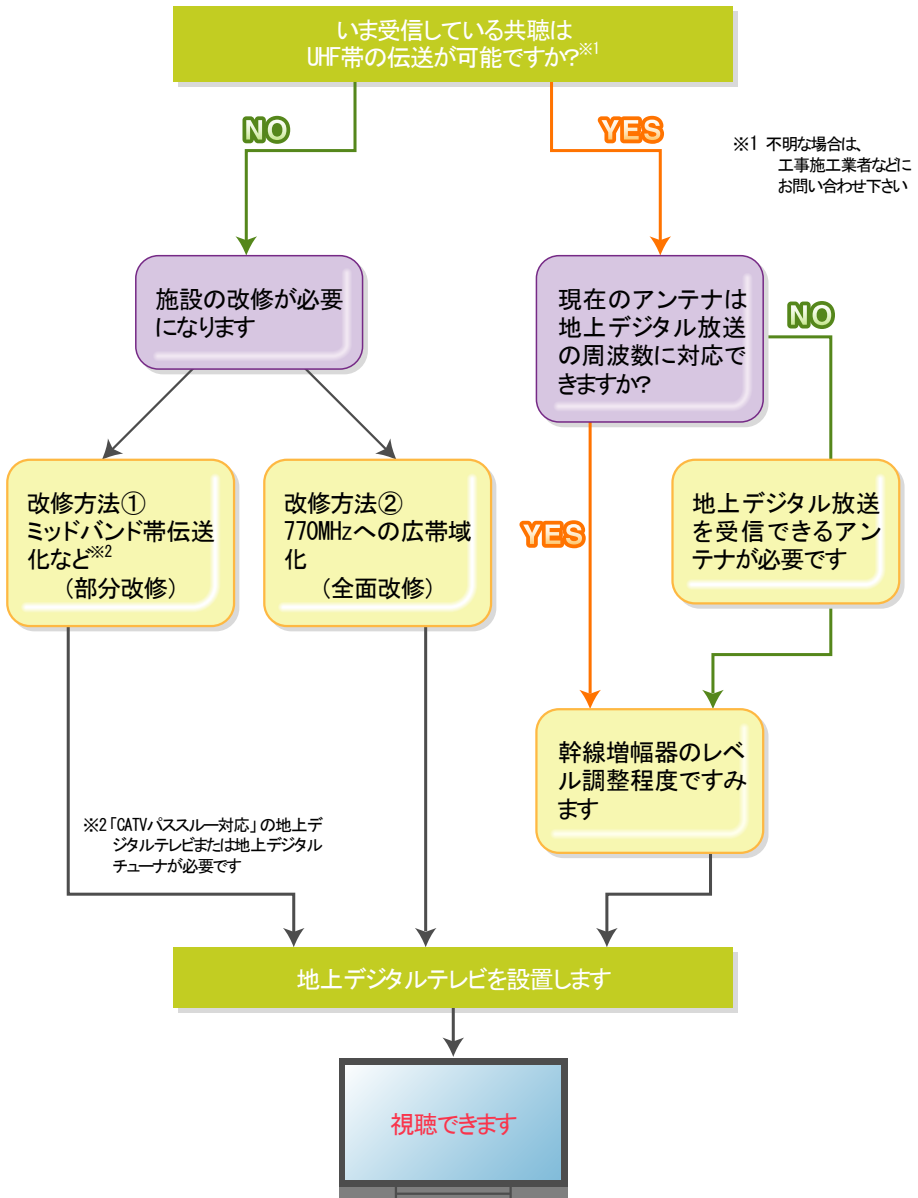 いま受信している共聴は
UHF帯の伝送が可能ですか?※1
NO
YES
※1 不明な場合は、
工事施工業者などに
お問い合わせ下さい
施設の改修が必要
になります
現在のアンテナは
地上デジタル放送
の周波数に対応で
きますか?
NO
改修方法①
ミッドバンド帯伝送
化など※2
（部分改修）
改修方法②
770MHzへの広帯域
化
（全面改修）
YES
地上デジタル放送
を受信できるアン
テナが必要です
幹線増幅器のレベ
ル調整程度ですみ
ます
※2「CATVパススルー対応」の地上デ
ジタルテレビまたは地上デジタル
チューナが必要です
地上デジタルテレビを設置します
視聴できます